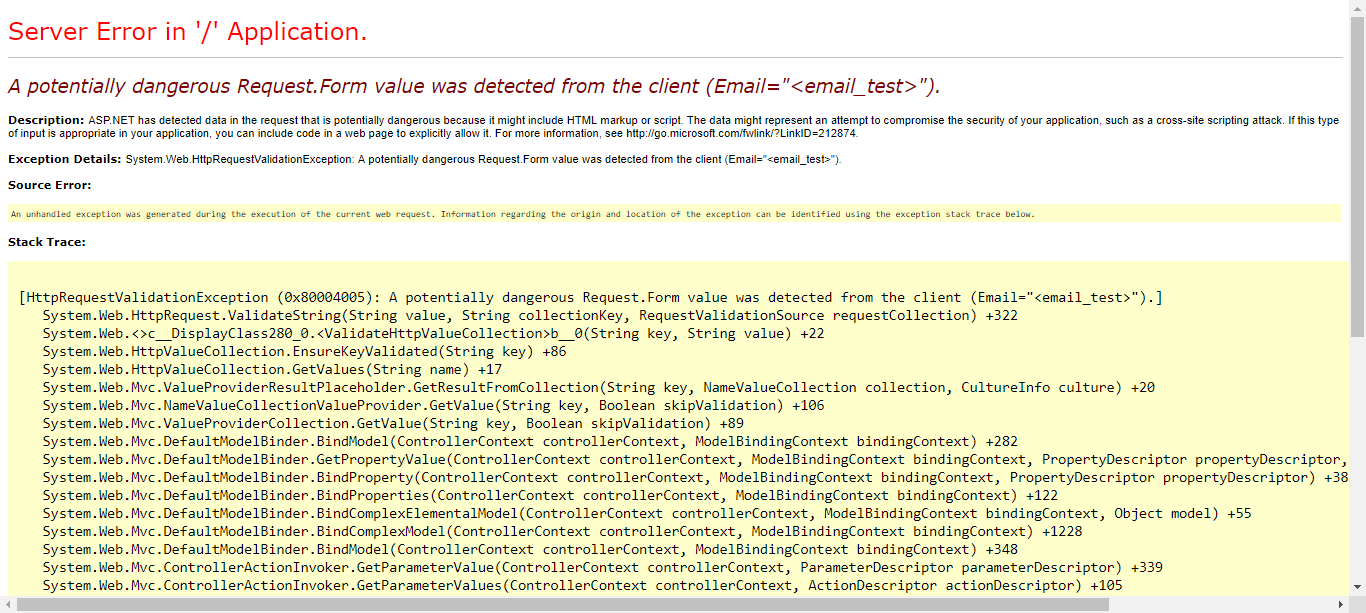 Server Error in '/' Application.
A potentially dangerous Request.Form value was detected from the client (Email="<email_test>").
Description: ASP.NET has detected data in the request that is potentially dangerous because it might include HTML markup or script. The data might represent an attempt to compromise the security of your application, such as a cross-site scripting attack. If this type
of input is appropriate in your application, you can include code in a web page to explicitly allow it. For more information, see http://go.microsoft.com/fwlink/?LinkID=212874.
Exception Details: System.Web.HttpRequestValidationException: A potentially dangerous Request.Form value was detected from the client (Email="<email_test>").
Source Error:
An unhandled exception was generated during the execution of the current web request. Information regarding the origin and location of the exception can be identified using the exception stack trace below.
Stack Trace:
[HttpRequestValidationException (0x80004005): A potentially dangerous Request.Form value was detected from the client (Email="<email_test>").]
System.Web.HttpRequest.ValidateString(String value, String collectionKey, RequestValidationSource requestCollection) +322
System.Web.<>c__DisplayClass280_0.<ValidateHttpValueCollection>b__0(String key, String value) +22
System.Web.HttpValueCollection.EnsureKeyValidated(String key) +86
System.Web.HttpValueCollection.GetValues(String name) +17
System.Web.Mvc.ValueProviderResultPlaceholder.GetResultFromCollection(String key, NameValueCollection collection, CultureInfo culture) +20
System.Web.Mvc.NameValueCollectionValueProvider.GetValue(String key, Boolean skipValidation) +106
System.Web.Mvc.ValueProviderCollection.GetValue(String key, Boolean skipValidation) +89
System.Web.Mvc.DefaultModelBinder.BindModel(ControllerContext controllerContext, ModelBindingContext bindingContext) +282
System.Web.Mvc.DefaultModelBinder.GetPropertyValue(ControllerContext controllerContext, ModelBindingContext bindingContext, PropertyDescriptor propertyDescriptor,
System.Web.Mvc.DefaultModelBinder.BindProperty(ControllerContext controllerContext, ModelBindingContext bindingContext, PropertyDescriptor propertyDescriptor) +38
System.Web.Mvc.DefaultModelBinder.BindProperties(ControllerContext controllerContext, ModelBindingContext bindingContext) +122
System.Web.Mvc.DefaultModelBinder.BindComplexElementalModel(ControllerContext controllerContext, ModelBindingContext bindingContext, Object model) +55
System.Web.Mvc.DefaultModelBinder.BindComplexModel(ControllerContext controllerContext, ModelBindingContext bindingContext) +1228
System.Web.Mvc.DefaultModelBinder.BindModel(ControllerContext controllerContext, ModelBindingContext bindingContext) +348
System.Web.Mvc.ControllerActionInvoker.GetParameterValue(ControllerContext controllerContext, ParameterDescriptor parameterDescriptor) +339
System.Web.Mvc.ControllerActionInvoker.GetParameterValues(ControllerContext controllerContext, ActionDescriptor actionDescriptor) +105